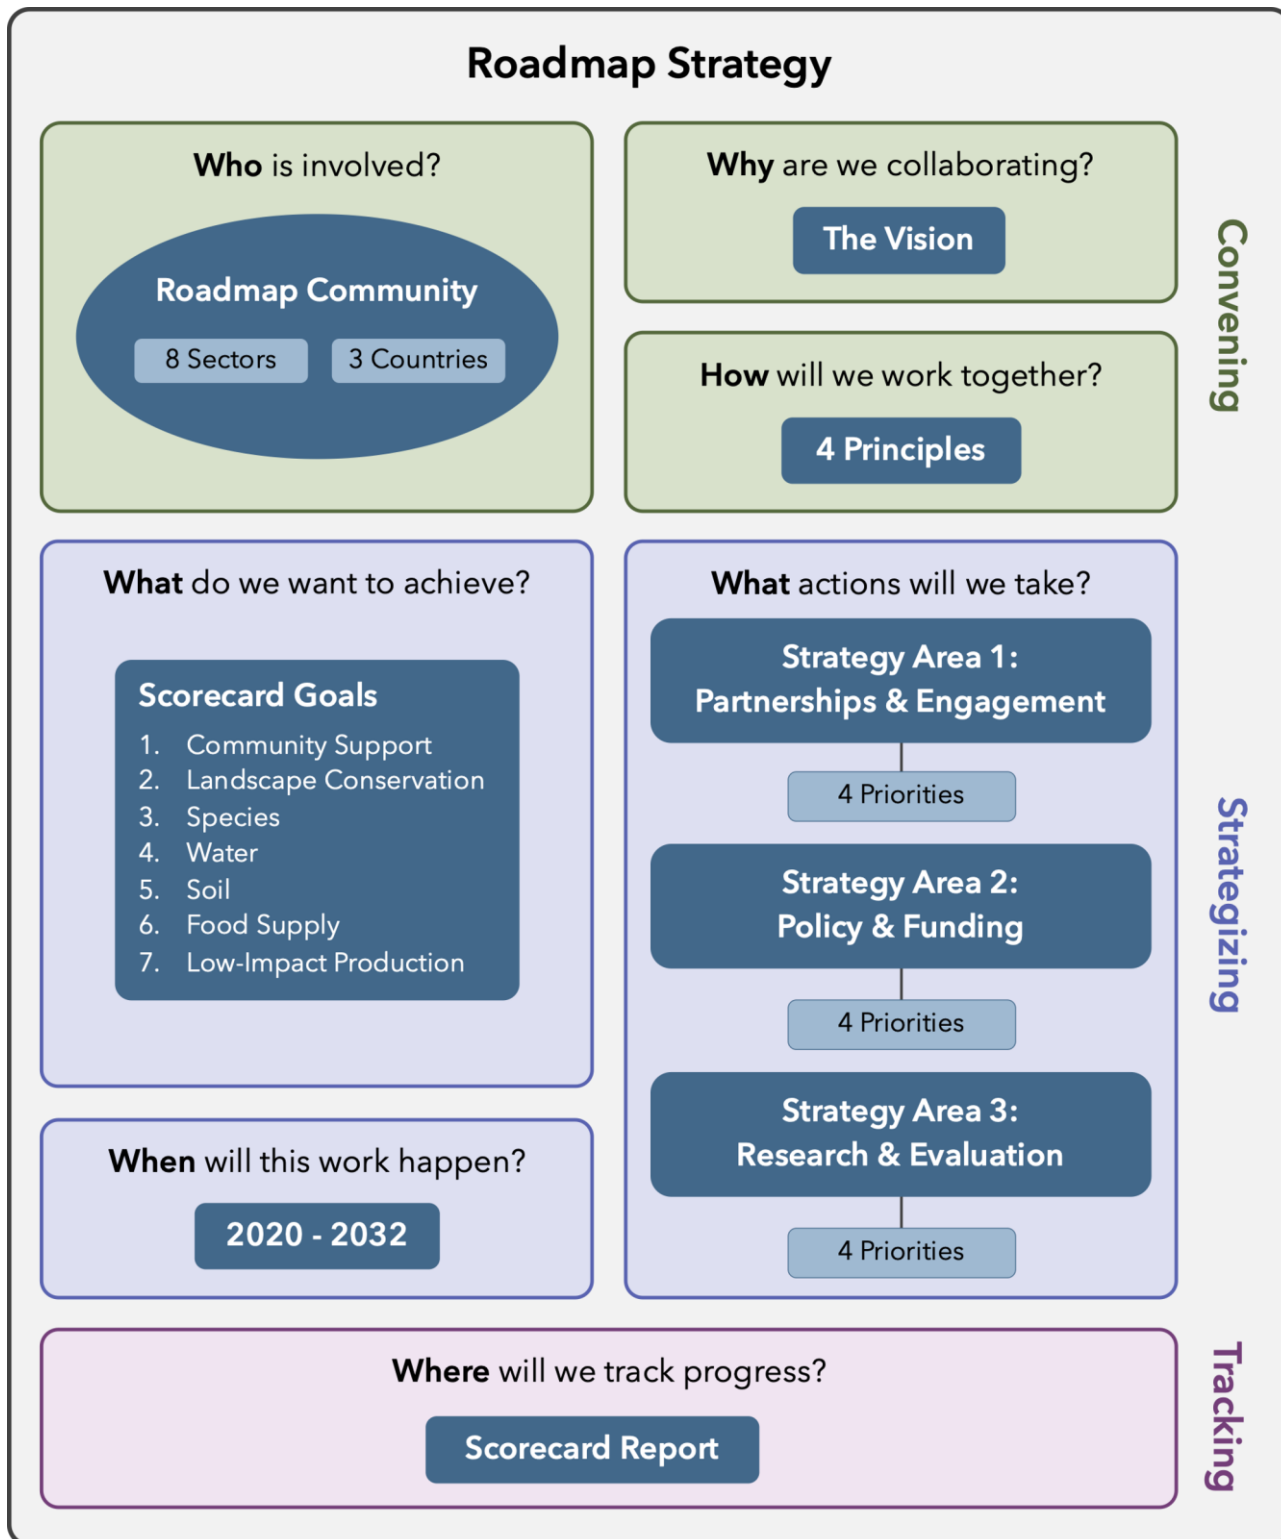 Roadmap Strategy
Who is involved?
Roadmap Community
8 Sectors
3 Countries
Why are we collaborating?
The Vision
How will we work together?
4 Principles
Convening
What do we want to achieve?
Scorecard Goals
1. Community Support
2. Landscape Conservation
3. Species
4. Water
5. Soil
6. Food Supply
7. Low-Impact Production
When will this work happen?
2020 - 2032
What actions will we take?
Strategy Area 1:
Partnerships & Engagement
4 Priorities
Strategy Area 2:
Policy & Funding
4 Priorities
Strategy Area 3:
Research & Evaluation
4 Priorities
Strategizing
Where will we track progress?
Scorecard Report
Tracking